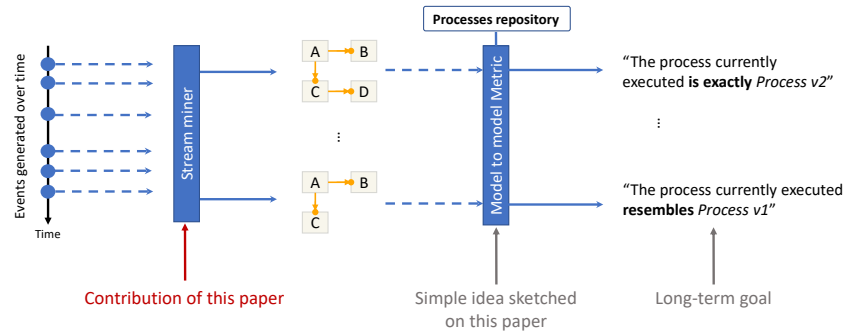 Processes repository
Events generated over time
Time
Stream miner
A
B
C
D
...
A
B
C
Model to model Metric
“The process currently
executed is exactly Process v2”
...
“The process currently executed
resembles Process v1”
Contribution of this paper
Simple idea sketched
on this paper
Long-term goal